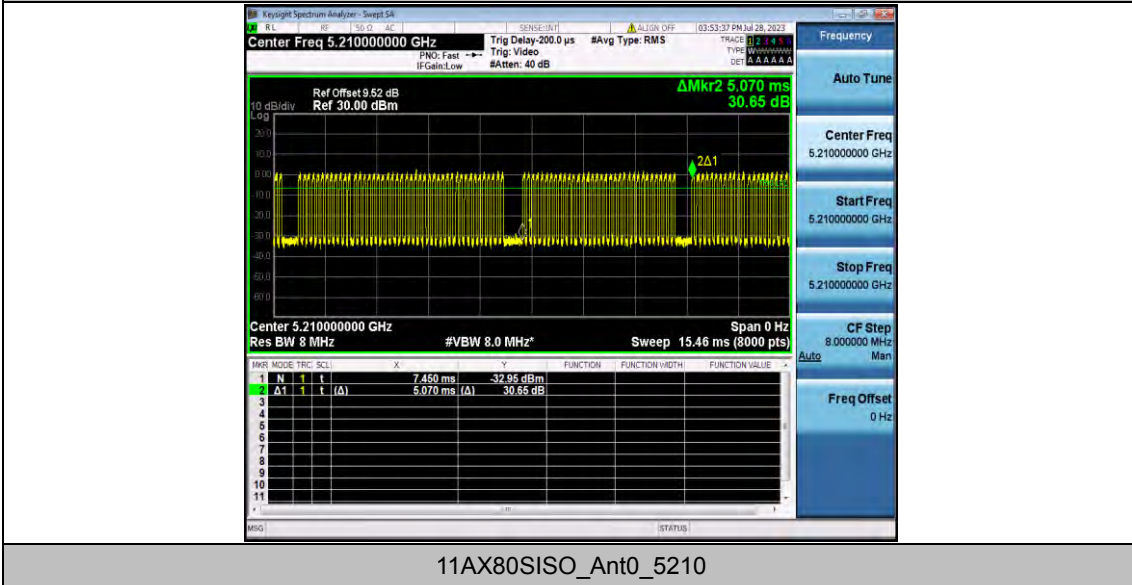 Keysight Spectrum Analyzer - Swept SA
RL RF 50 Ω AC SENSE:INT ALIGN OFF 03:53:37 PM Jul 28, 2023
Center Freq 5.210000000 GHz
PNO: Fast
IFGain:Low
Trig Delay-200.0 µs
Trig: Video
#Atten: 40 dB
#Avg Type: RMS
TRACE 1 2 3 4 5 6
TYPE
DET A A A A A A
Frequency
ΔMkr2 5.070 ms
30.65 dB
Ref Offset 9.52 dB
10 dB/div Ref 30.00 dBm
Log
20.0
10.0
0.00
-10.0
-20.0
-30.0
-40.0
-50.0
-60.0
2Δ1
Center 5.210000000 GHz Span 0 Hz
Res BW 8 MHz #VBW 8.0 MHz* Sweep 15.46 ms (8000 pts)
MKR MODE TRC SCL X Y FUNCTION FUNCTION WIDTH FUNCTION VALUE
1 N 1 t 7.450 ms -32.95 dBm
2 Δ1 1 t (Δ) 5.070 ms (Δ) 30.65 dB
3
4
5
6
7
8
9
10
11
MSG STATUS
Auto Tune
Center Freq
5.210000000 GHz
Start Freq
5.210000000 GHz
Stop Freq
5.210000000 GHz
CF Step
8.000000 MHz
Auto Man
Freq Offset
0 Hz
11AX80SISO_Ant0_5210